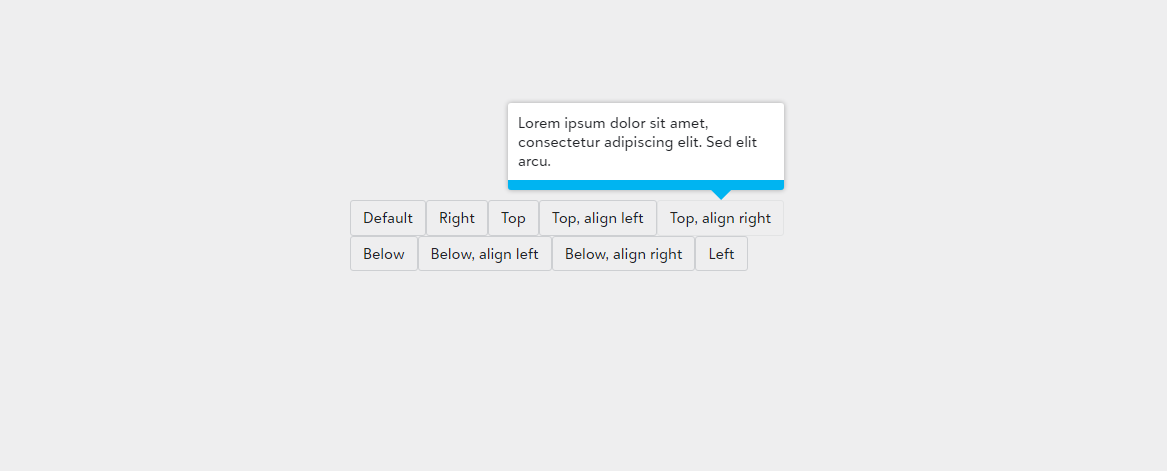 Lorem ipsum dolor sit amet,
consectetur adipiscing elit. Sed elit
arcu.
Default Right Top Top, align left Top, align right
Below Below, align left Below, align right Left